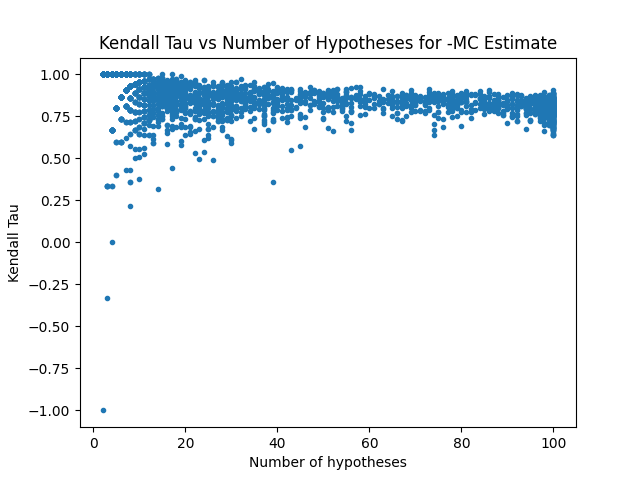 Kendall Tau vs Number of Hypotheses for -MC Estimate
1.00
0.75
0.50
0.25
0.00
−0.25
−0.50
−0.75
−1.00
Kendall Tau
0 20 40 60 80 100
Number of hypotheses